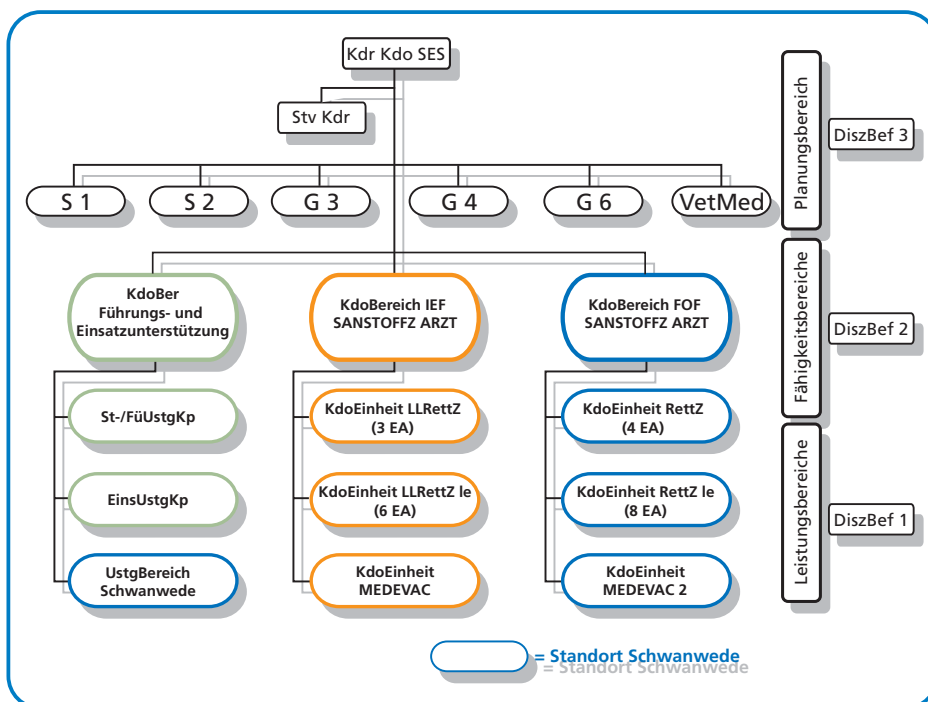 Kdr Kdo SES
Stv Kdr
S 1
S 2
G 3
G 4
G 6
VetMed
Planungsbereich
DiszBef 3
KdoBer
Führungs- und
Einsatzunterstützung
KdoBereich IEF
SANSTOFFZ ARZT
KdoBereich FOF
SANSTOFFZ ARZT
Fähigkeitsbereiche
DiszBef 2
St-/FüUstgKp
KdoEinheit LLRettZ
(3 EA)
KdoEinheit RettZ
(4 EA)
EinsUstgKp
KdoEinheit LLRettZ le
(6 EA)
KdoEinheit RettZ le
(8 EA)
Leistungsbereiche
DiszBef 1
UstgBereich
Schwanwede
KdoEinheit
MEDEVAC
KdoEinheit
MEDEVAC 2
= Standort Schwanwede
= Standort Schwanwede